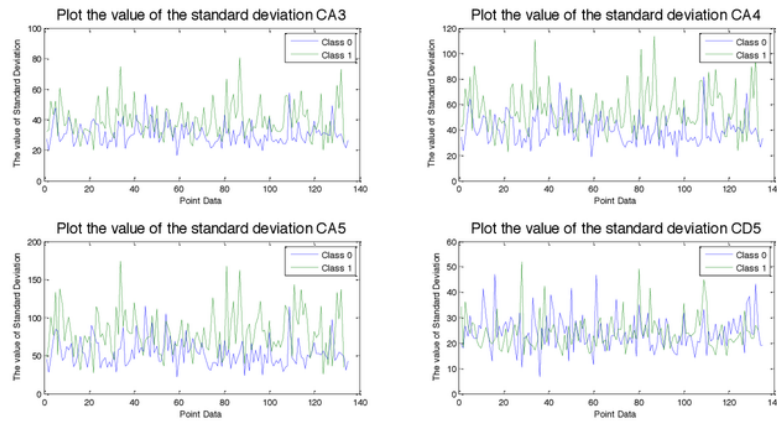 Plot the value of the standard deviation CA3
100
80
60
40
20
0
The value of Standard Deviation
Class 0
Class 1
0 20 40 60 80 100 120 140
Point Data
Plot the value of the standard deviation CA4
120
100
80
60
40
20
0
The value of Standard Deviation
Class 0
Class 1
0 20 40 60 80 100 120 140
Point Data
Plot the value of the standard deviation CA5
200
150
100
50
0
The value of Standard Deviation
Class 0
Class 1
0 20 40 60 80 100 120 140
Point Data
Plot the value of the standard deviation CD5
60
50
40
30
20
10
0
The value of Standard Deviation
Class 0
Class 1
0 20 40 60 80 100 120 14
Point Data